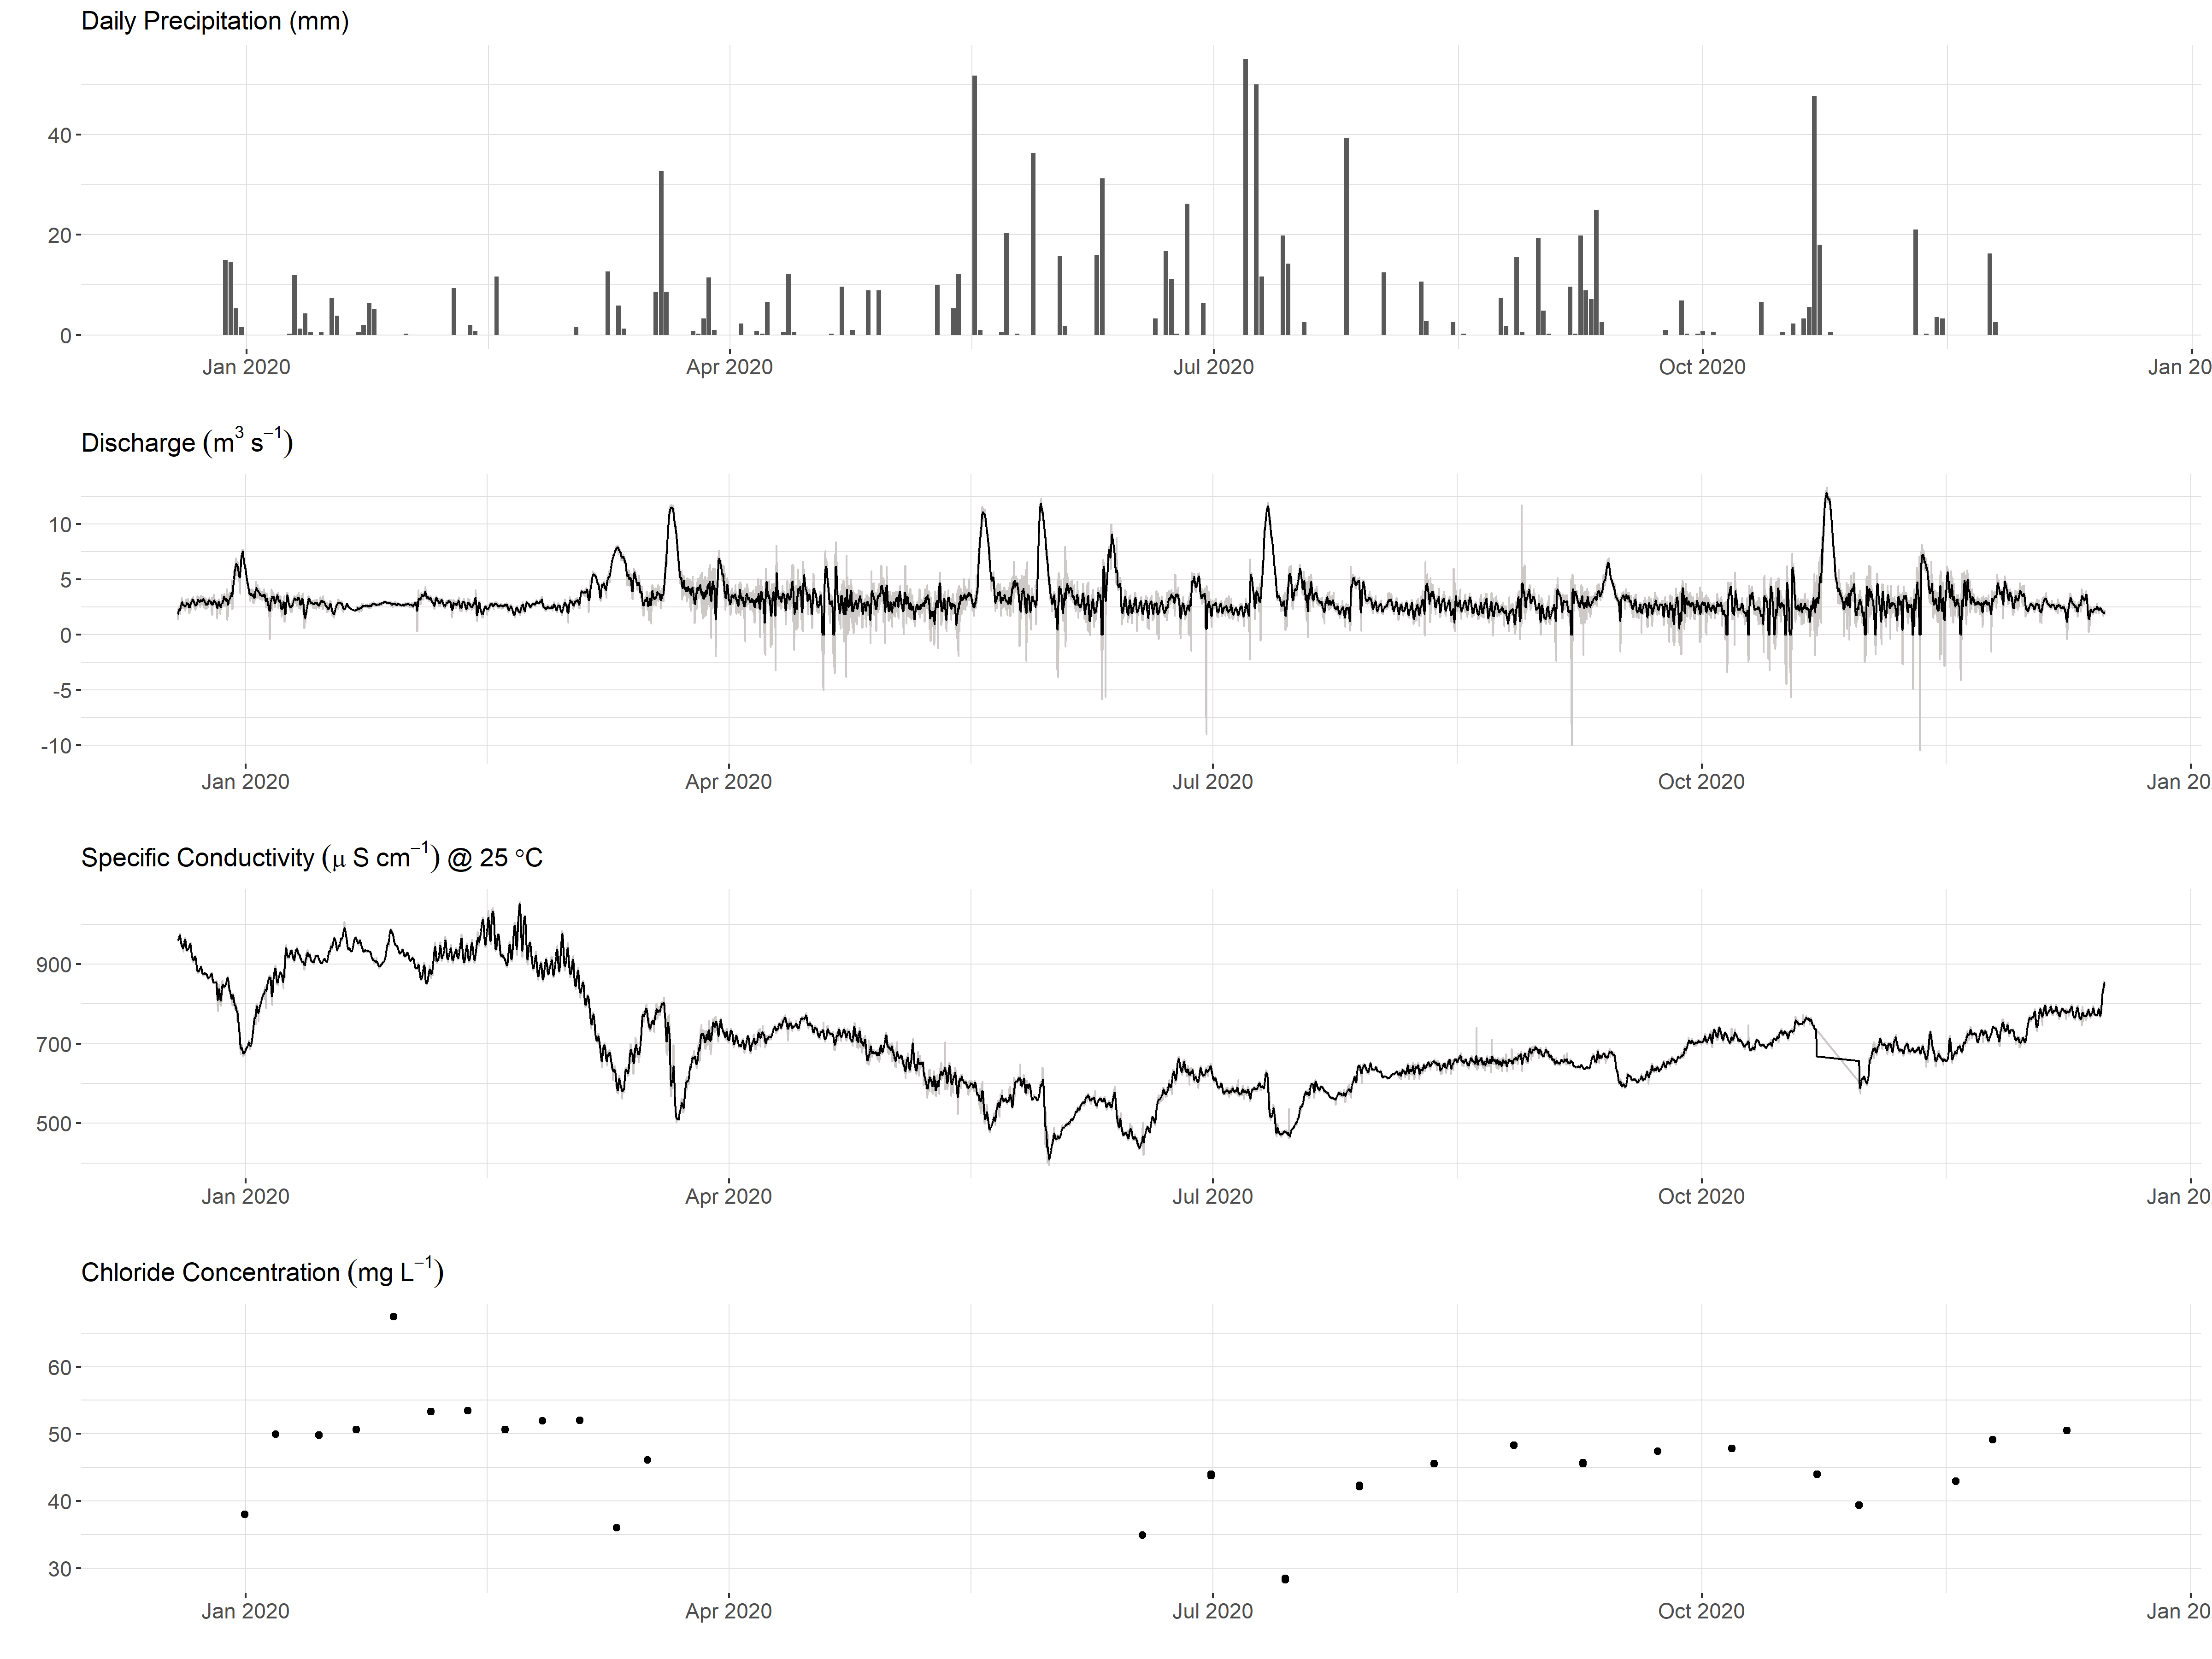 Daily Precipitation (mm)
40
20
0
Jan 2020 Apr 2020 Jul 2020 Oct 2020 Jan 20
Discharge (m³ s⁻¹)
10
5
0
-5
-10
Jan 2020 Apr 2020 Jul 2020 Oct 2020 Jan 20
Specific Conductivity (μ S cm⁻¹) @ 25 °C
900
700
500
Jan 2020 Apr 2020 Jul 2020 Oct 2020 Jan 20
Chloride Concentration (mg L⁻¹)
60
50
40
30
Jan 2020 Apr 2020 Jul 2020 Oct 2020 Jan 20